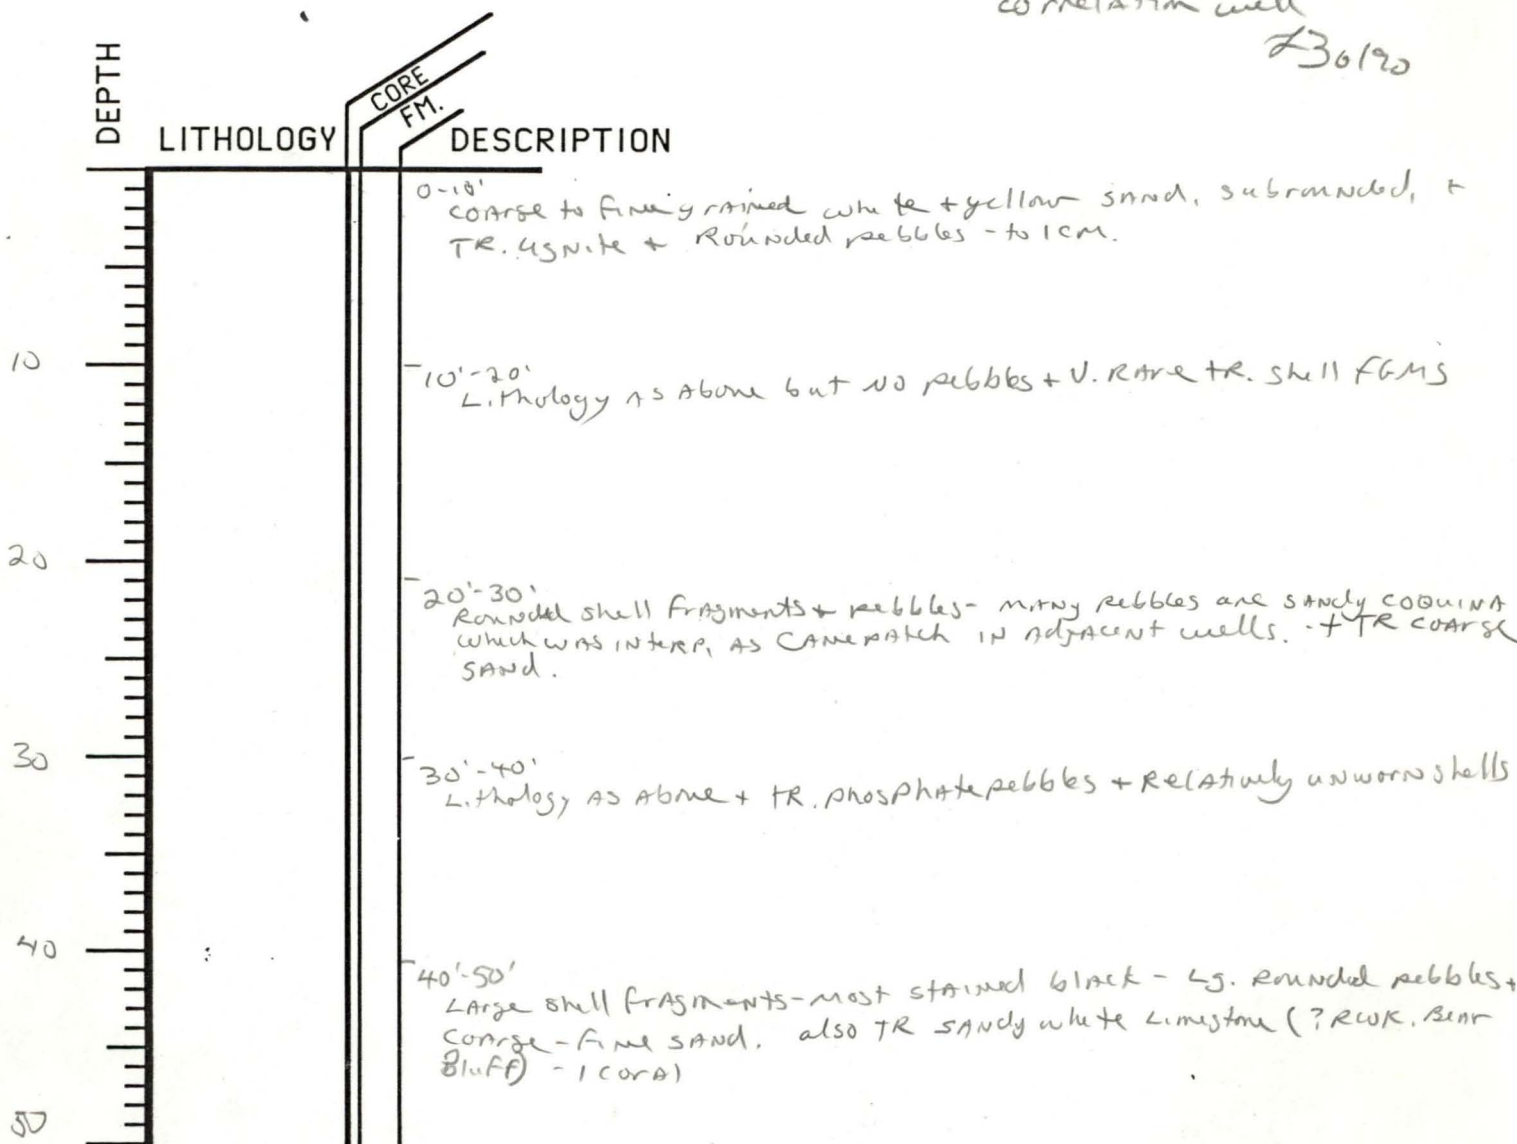 correlation well
DEPTH
LITHOLOGY
CORE
FM.
DESCRIPTION
0-10'
COArse to fine grained white + yellow SAND, subrounded, +
TR. LIGNite + ROUNDed pebbles - to 1CM.
10
10'-20'
Lithology AS Above but NO pebbles + V. RAre tR. shell FGMS
20
20'-30'
ROUNDed shell FrAgments + pebbles- MANY pebbles are SANDy COQUINA
which WAS INTERP, AS CANEPATCH IN AdjACENT wells. - + TR COArse
SAND.
30
30'-40'
Lithology AS Above + tR. phosphAte pebbles + RelAtively UNWORN shells
40
40'-50'
LArge shell frAgmeNts-most stAined blAck - Lg. ROUNDed pebbles +
COArse-fine SAND. also TR SANDy white Limestone (? RWK. BeAr
Bluff) - 1 CorAl
50